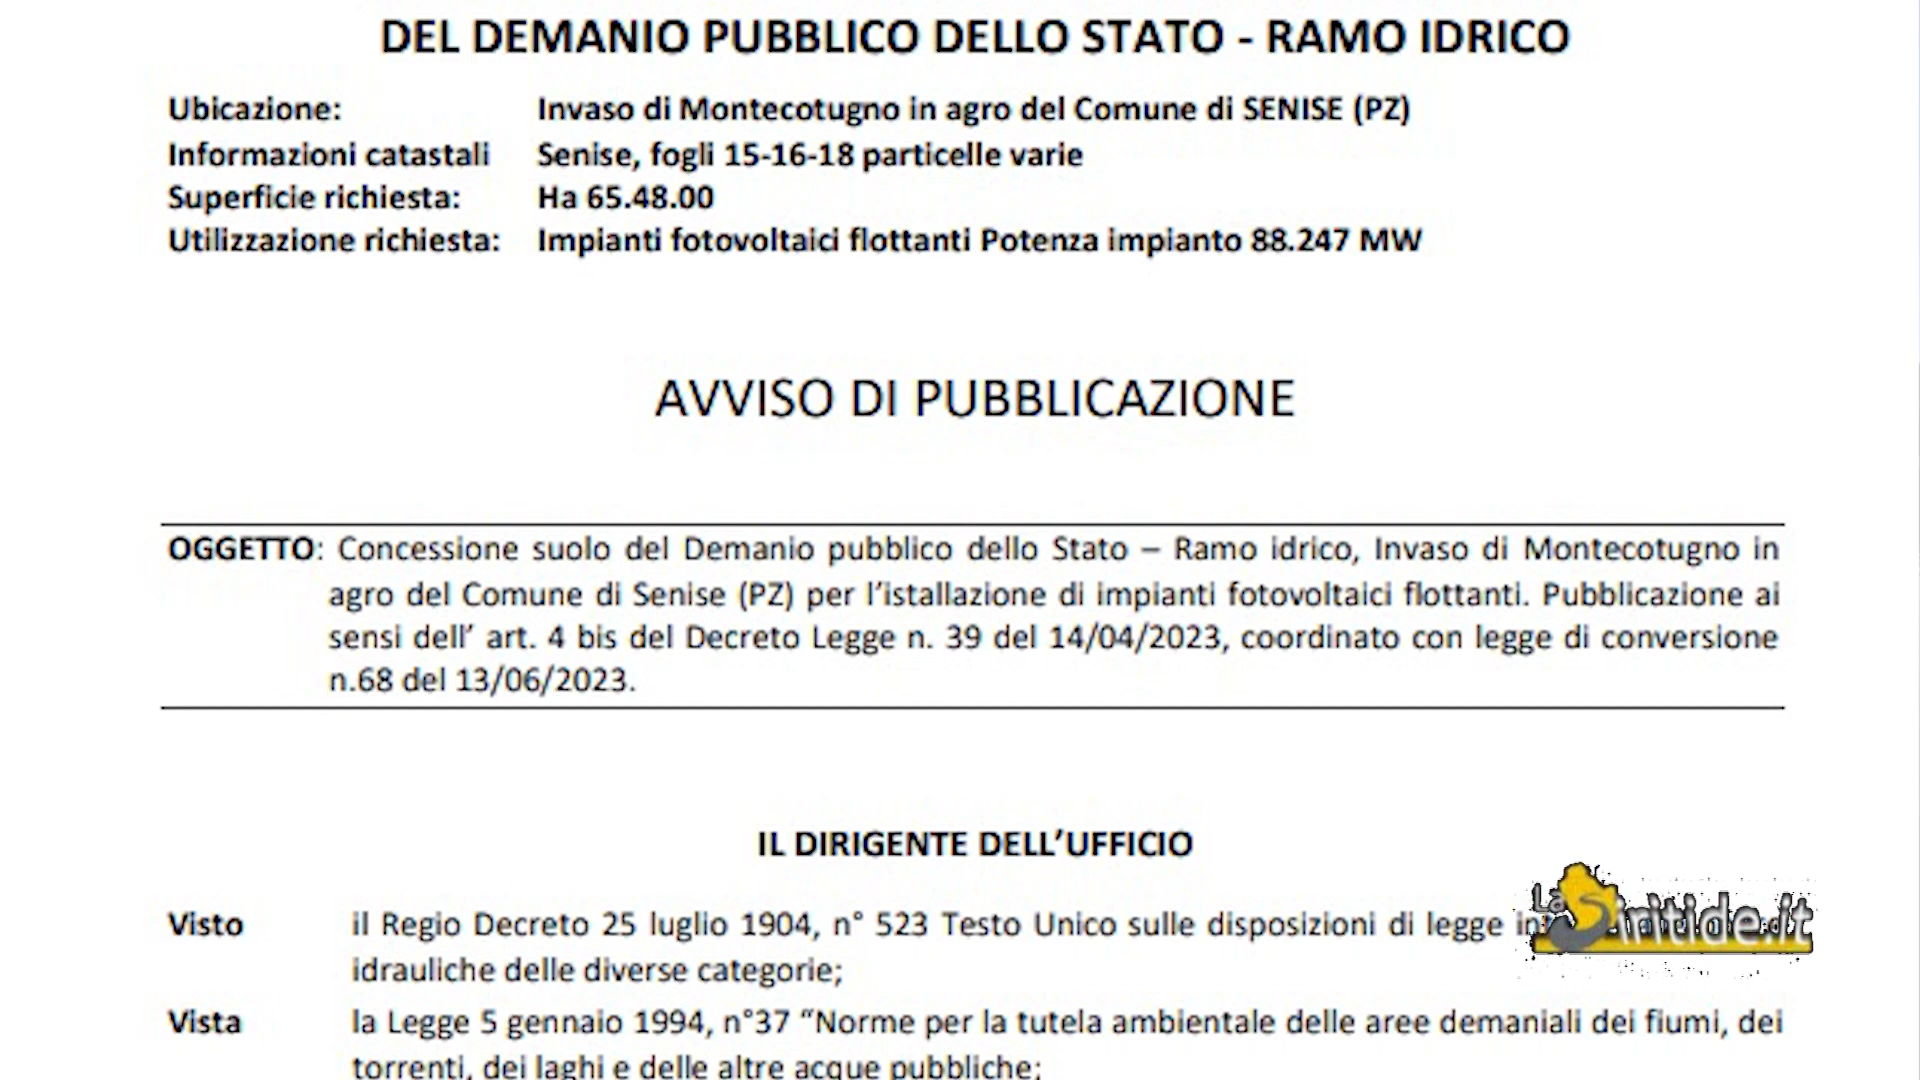 DEL DEMANIO PUBBLICO DELLO STATO - RAMO IDRICO
Ubicazione: Invaso di Montecotugno in agro del Comune di SENISE (PZ)
Informazioni catastali Senise, fogli 15-16-18 particelle varie
Superficie richiesta: Ha 65.48.00
Utilizzazione richiesta: Impianti fotovoltaici flottanti Potenza impianto 88.247 MW
AVVISO DI PUBBLICAZIONE
OGGETTO: Concessione suolo del Demanio pubblico dello Stato – Ramo idrico, Invaso di Montecotugno in
agro del Comune di Senise (PZ) per l’istallazione di impianti fotovoltaici flottanti. Pubblicazione ai
sensi dell’ art. 4 bis del Decreto Legge n. 39 del 14/04/2023, coordinato con legge di conversione
n.68 del 13/06/2023.
IL DIRIGENTE DELL’UFFICIO
Visto il Regio Decreto 25 luglio 1904, n° 523 Testo Unico sulle disposizioni di legge
idrauliche delle diverse categorie;
La Siritide.it
Vista la Legge 5 gennaio 1994, n°37 “Norme per la tutela ambientale delle aree demaniali dei fiumi, dei
torrenti, dei laghi e delle altre acque pubbliche;